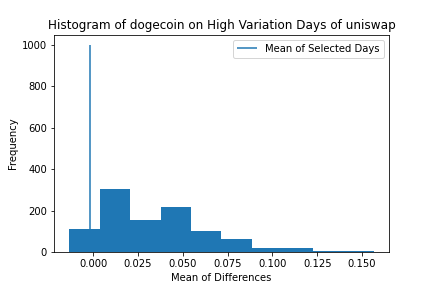 Histogram of dogecoin on High Variation Days of uniswap
Mean of Selected Days
1000
800
600
400
200
0
Frequency
0.000 0.025 0.050 0.075 0.100 0.125 0.150
Mean of Differences